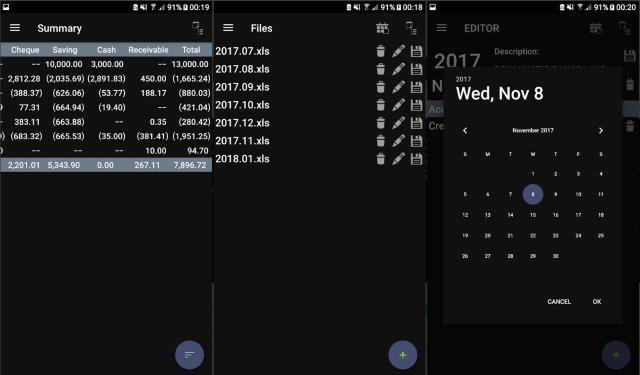 91% 00:19
Summary
Cheque Saving Cash Receivable Total
-- 10,000.00 3,000.00 -- 13,000.00
2,812.28 (2,035.69) (2,891.83) 450.00 (1,665.24)
(388.37) (626.06) (53.77) 188.17 (880.03)
77.31 (664.94) (19.40) -- (421.04)
383.11 (663.88) -- 0.35 (280.42)
(683.32) (665.53) (35.00) (381.41) (1,951.25)
-- -- -- 10.00 94.70
2,201.01 5,343.90 0.00 267.11 7,896.72
91% 00:18
Files
2017.07.xls
2017.08.xls
2017.09.xls
2017.10.xls
2017.12.xls
2017.11.xls
2018.01.xls
91% 00:20
EDITOR
2017
Description:
N
Ac
Cre
2017
Wed, Nov 8
November 2017
S M T W T F S
1 2 3 4
5 6 7 8 9 10 11
12 13 14 15 16 17 18
19 20 21 22 23 24 25
26 27 28 29 30
CANCEL OK